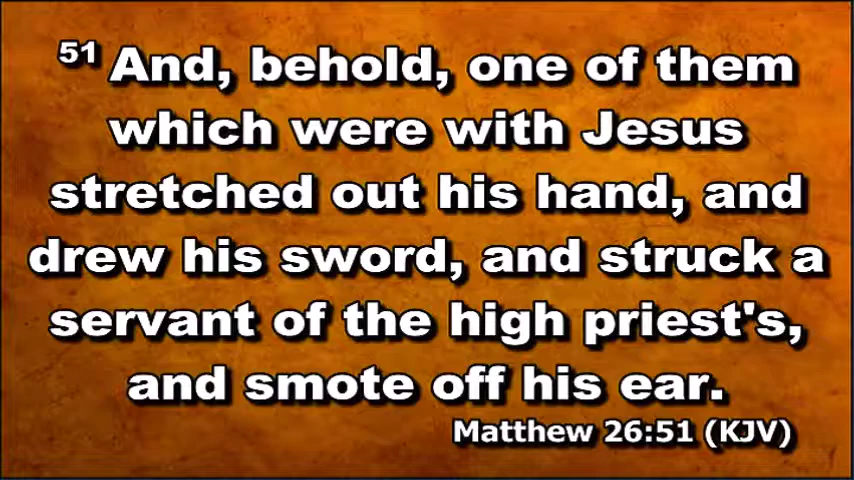 51 And, behold, one of them
which were with Jesus
stretched out his hand, and
drew his sword, and struck a
servant of the high priest's,
and smote off his ear.
Matthew 26:51 (KJV)